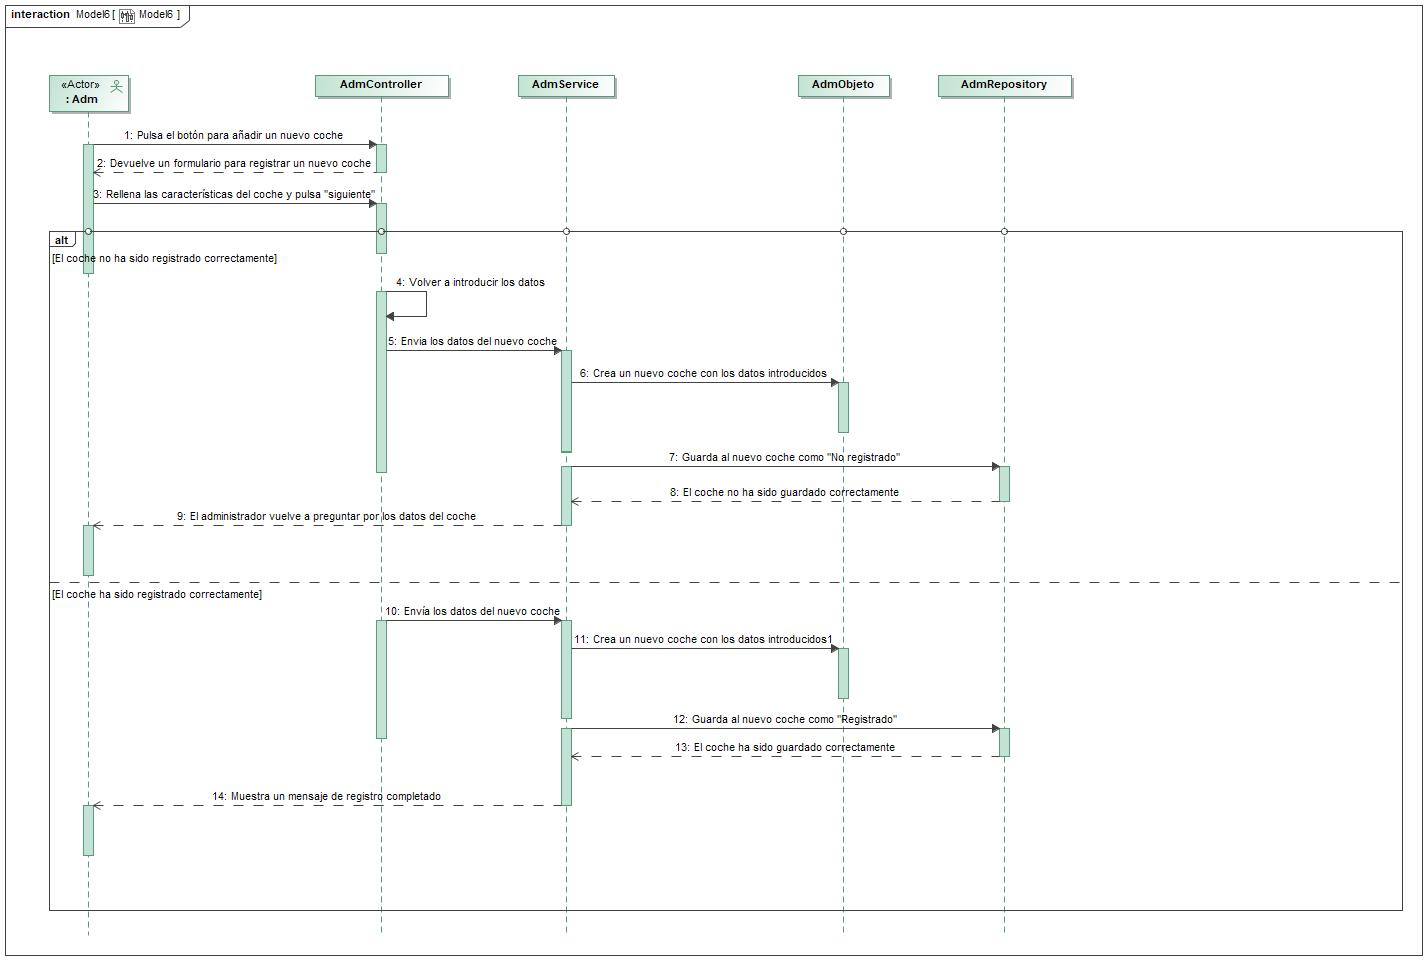 interaction Model6[ Model6 ]
«Actor»
: Adm
AdmController
AdmService
AdmObjeto
AdmRepository
1: Pulsa el botón para añadir un nuevo coche
2: Devuelve un formulario para registrar un nuevo coche
3: Rellena las características del coche y pulsa "siguiente"
alt
[El coche no ha sido registrado correctamente]
4: Volver a introducir los datos
5: Envia los datos del nuevo coche
6: Crea un nuevo coche con los datos introducidos
7: Guarda al nuevo coche como "No registrado"
8: El coche no ha sido guardado correctamente
9: El administrador vuelve a preguntar por los datos del coche
[El coche ha sido registrado correctamente]
10: Envía los datos del nuevo coche
11: Crea un nuevo coche con los datos introducidos1
12: Guarda al nuevo coche como "Registrado"
13: El coche ha sido guardado correctamente
14: Muestra un mensaje de registro completado